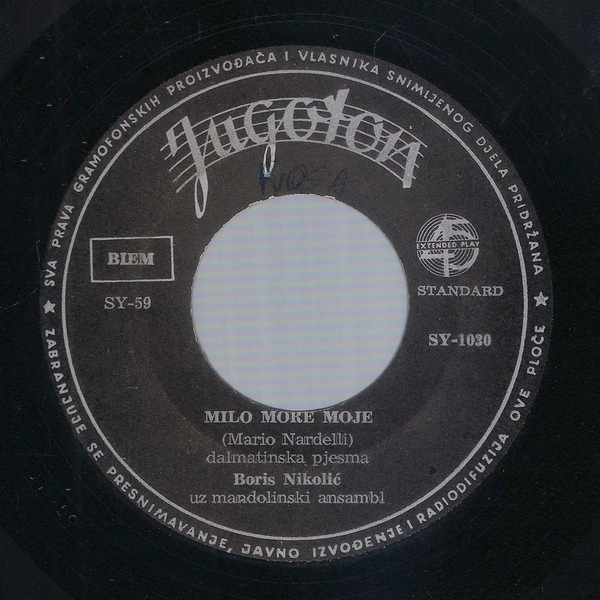 ★ SVA PRAVA GRAMOFONSKIH PROIZVOĐAČA I VLASNIKA SNIMLJENOG DJELA PRIDRŽANA ★
ZABRANJUJE SE PRESNIMAVANJE, JAVNO IZVOĐENJE I RADIODIFUZIJA OVE PLOČE
Jugoton
BIEM
SY-59
EXTENDED PLAY
STANDARD
SY-1030
MILO MORE MOJE
(Mario Nardelli)
dalmatinska pjesma
Boris Nikolić
uz mandolinski ansambl